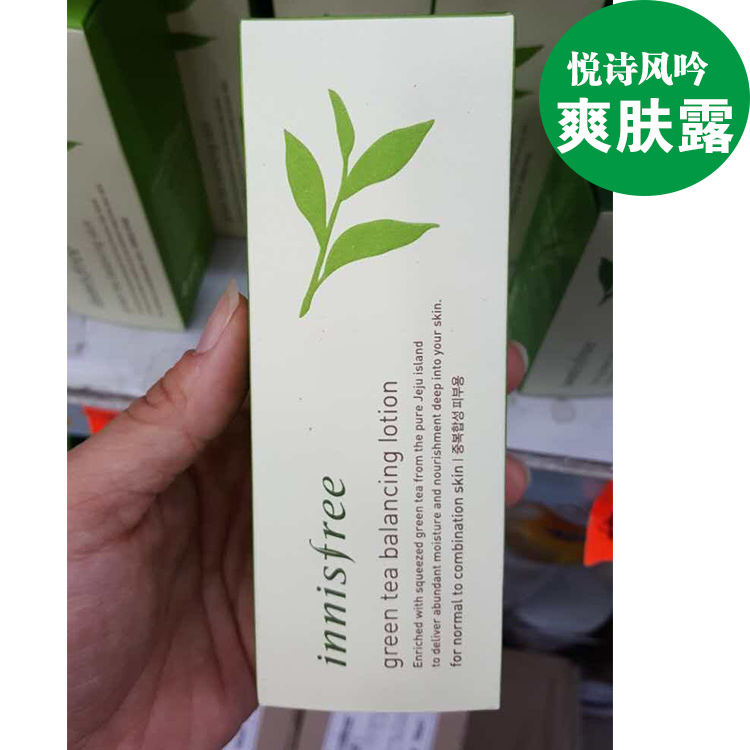 悦诗风吟
爽肤露
innisfree
green tea balancing lotion
Enriched with squeezed green tea from the pure Jeju island
to deliver abundant moisture and nourishment deep into your skin.
for normal to combination skin | 중복합성 피부용